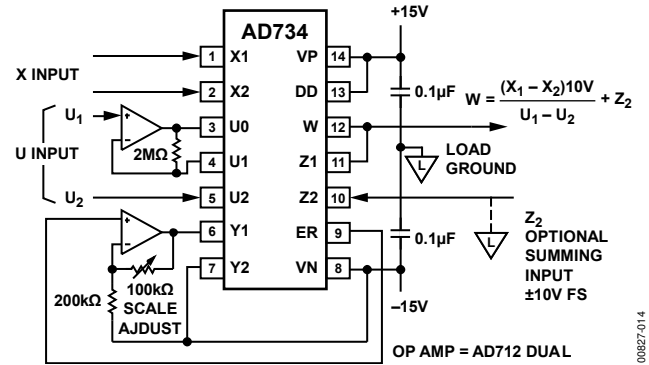 +15V
AD734
X INPUT
1 X1 VP 14
2 X2 DD 13
0.1µF
W = (X1 – X2)10V / U1 – U2 + Z2
U INPUT
U1
3 U0 W 12
2MΩ
4 U1 Z1 11
L
LOAD
GROUND
U2
5 U2 Z2 10
6 Y1 ER 9
0.1µF
L
Z2
OPTIONAL
SUMMING
INPUT
±10V FS
7 Y2 VN 8
200kΩ
100kΩ
SCALE
AJDUST
–15V
OP AMP = AD712 DUAL
+
–
+
–
00827-014